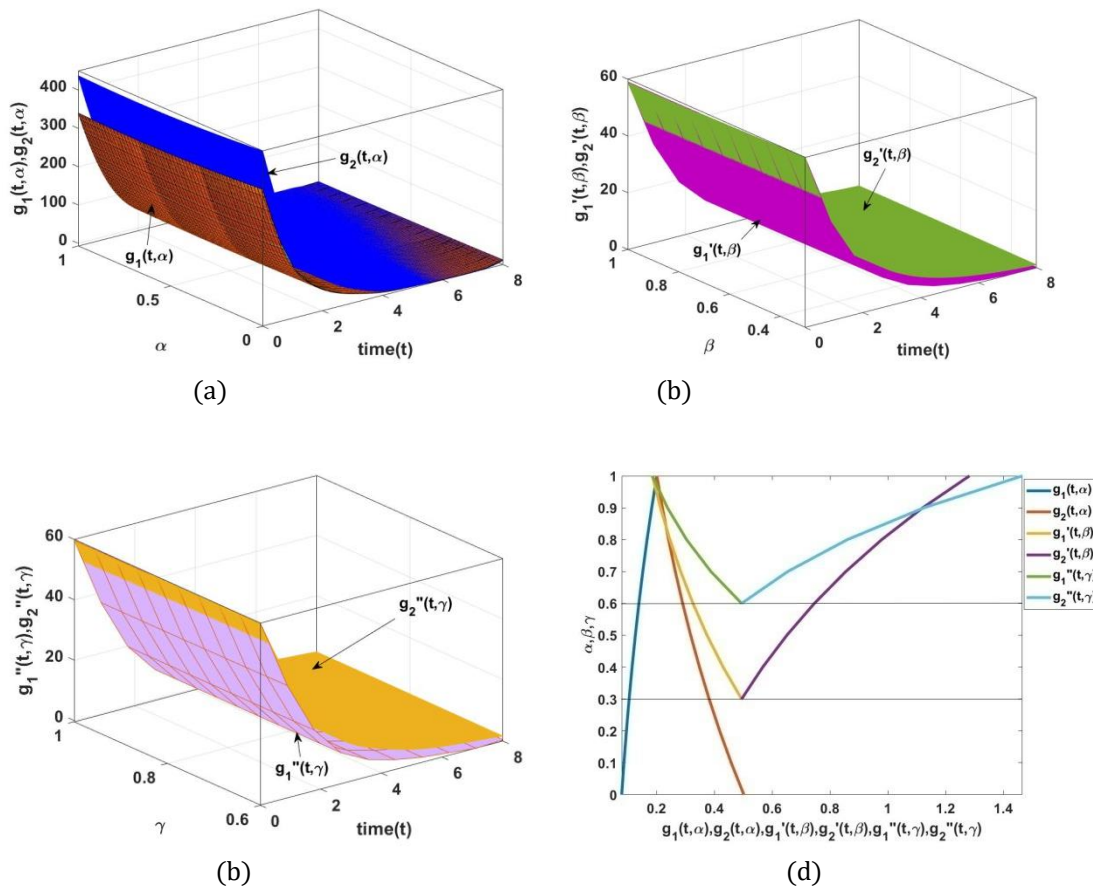 g₁(t,α),g₂(t,α)
400
300
200
100
0
1
0.5
0
α
0
2
4
6
8
time(t)
g₂(t,α)
g₁(t,α)
(a)
g₁'(t,β),g₂'(t,β)
60
40
20
0
0.8
0.6
0.4
β
0
2
4
6
8
time(t)
g₂'(t,β)
g₁'(t,β)
(b)
g₁''(t,γ),g₂''(t,γ)
60
40
20
0
1
0.8
0.6
γ
0
2
4
6
8
time(t)
g₂''(t,γ)
g₁''(t,γ)
(b)
α,β,γ
1
0.9
0.8
0.7
0.6
0.5
0.4
0.3
0.2
0.1
0
0.2 0.4 0.6 0.8 1 1.2 1.4
g₁(t,α),g₂(t,α),g₁'(t,β),g₂'(t,β),g₁''(t,γ),g₂''(t,γ)
g₁(t,α)
g₂(t,α)
g₁'(t,β)
g₂'(t,β)
g₁''(t,γ)
g₂''(t,γ)
(d)